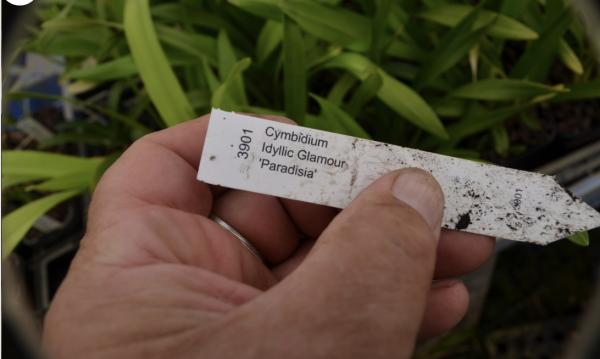 3901
Cymbidium
Idyllic Glamour
'Paradisia'